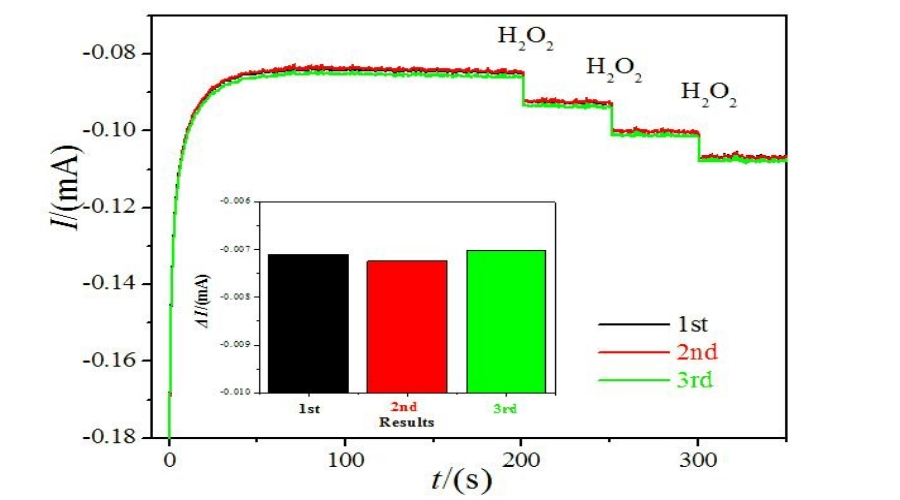 H₂O₂
H₂O₂
H₂O₂
-0.08
-0.10
-0.12
-0.14
-0.16
-0.18
I/(mA)
0
100
200
300
t/(s)
-0.006
-0.007
-0.008
-0.009
-0.010
ΔI/(mA)
1st
2nd
3rd
Results
1st
2nd
3rd